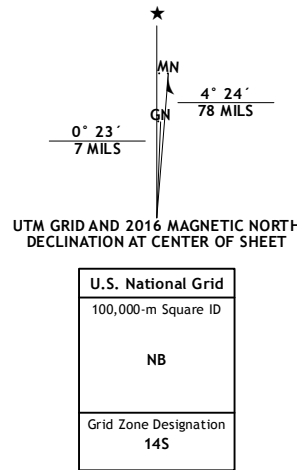 MN
GN
4° 24´
78 MILS
0° 23´
7 MILS
UTM GRID AND 2016 MAGNETIC NORTH
DECLINATION AT CENTER OF SHEET
U.S. National Grid
100,000-m Square ID
NB
Grid Zone Designation
14S